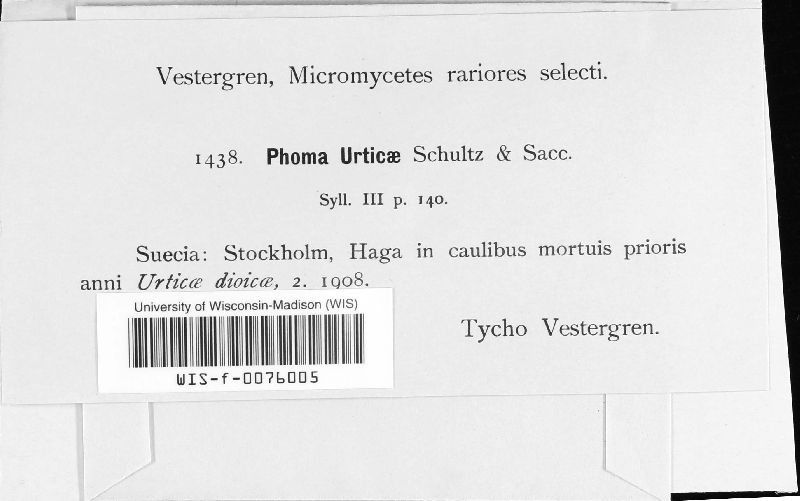 Vestergren, Micromycetes rariores selecti.
1438. Phoma Urticæ Schultz & Sacc.
Syll. III p. 140.
Suecia: Stockholm, Haga in caulibus mortuis prioris
anni Urticæ dioicæ, 2. 1908.
Tycho Vestergren.
University of Wisconsin-Madison (WIS)
WIS-f-0076005